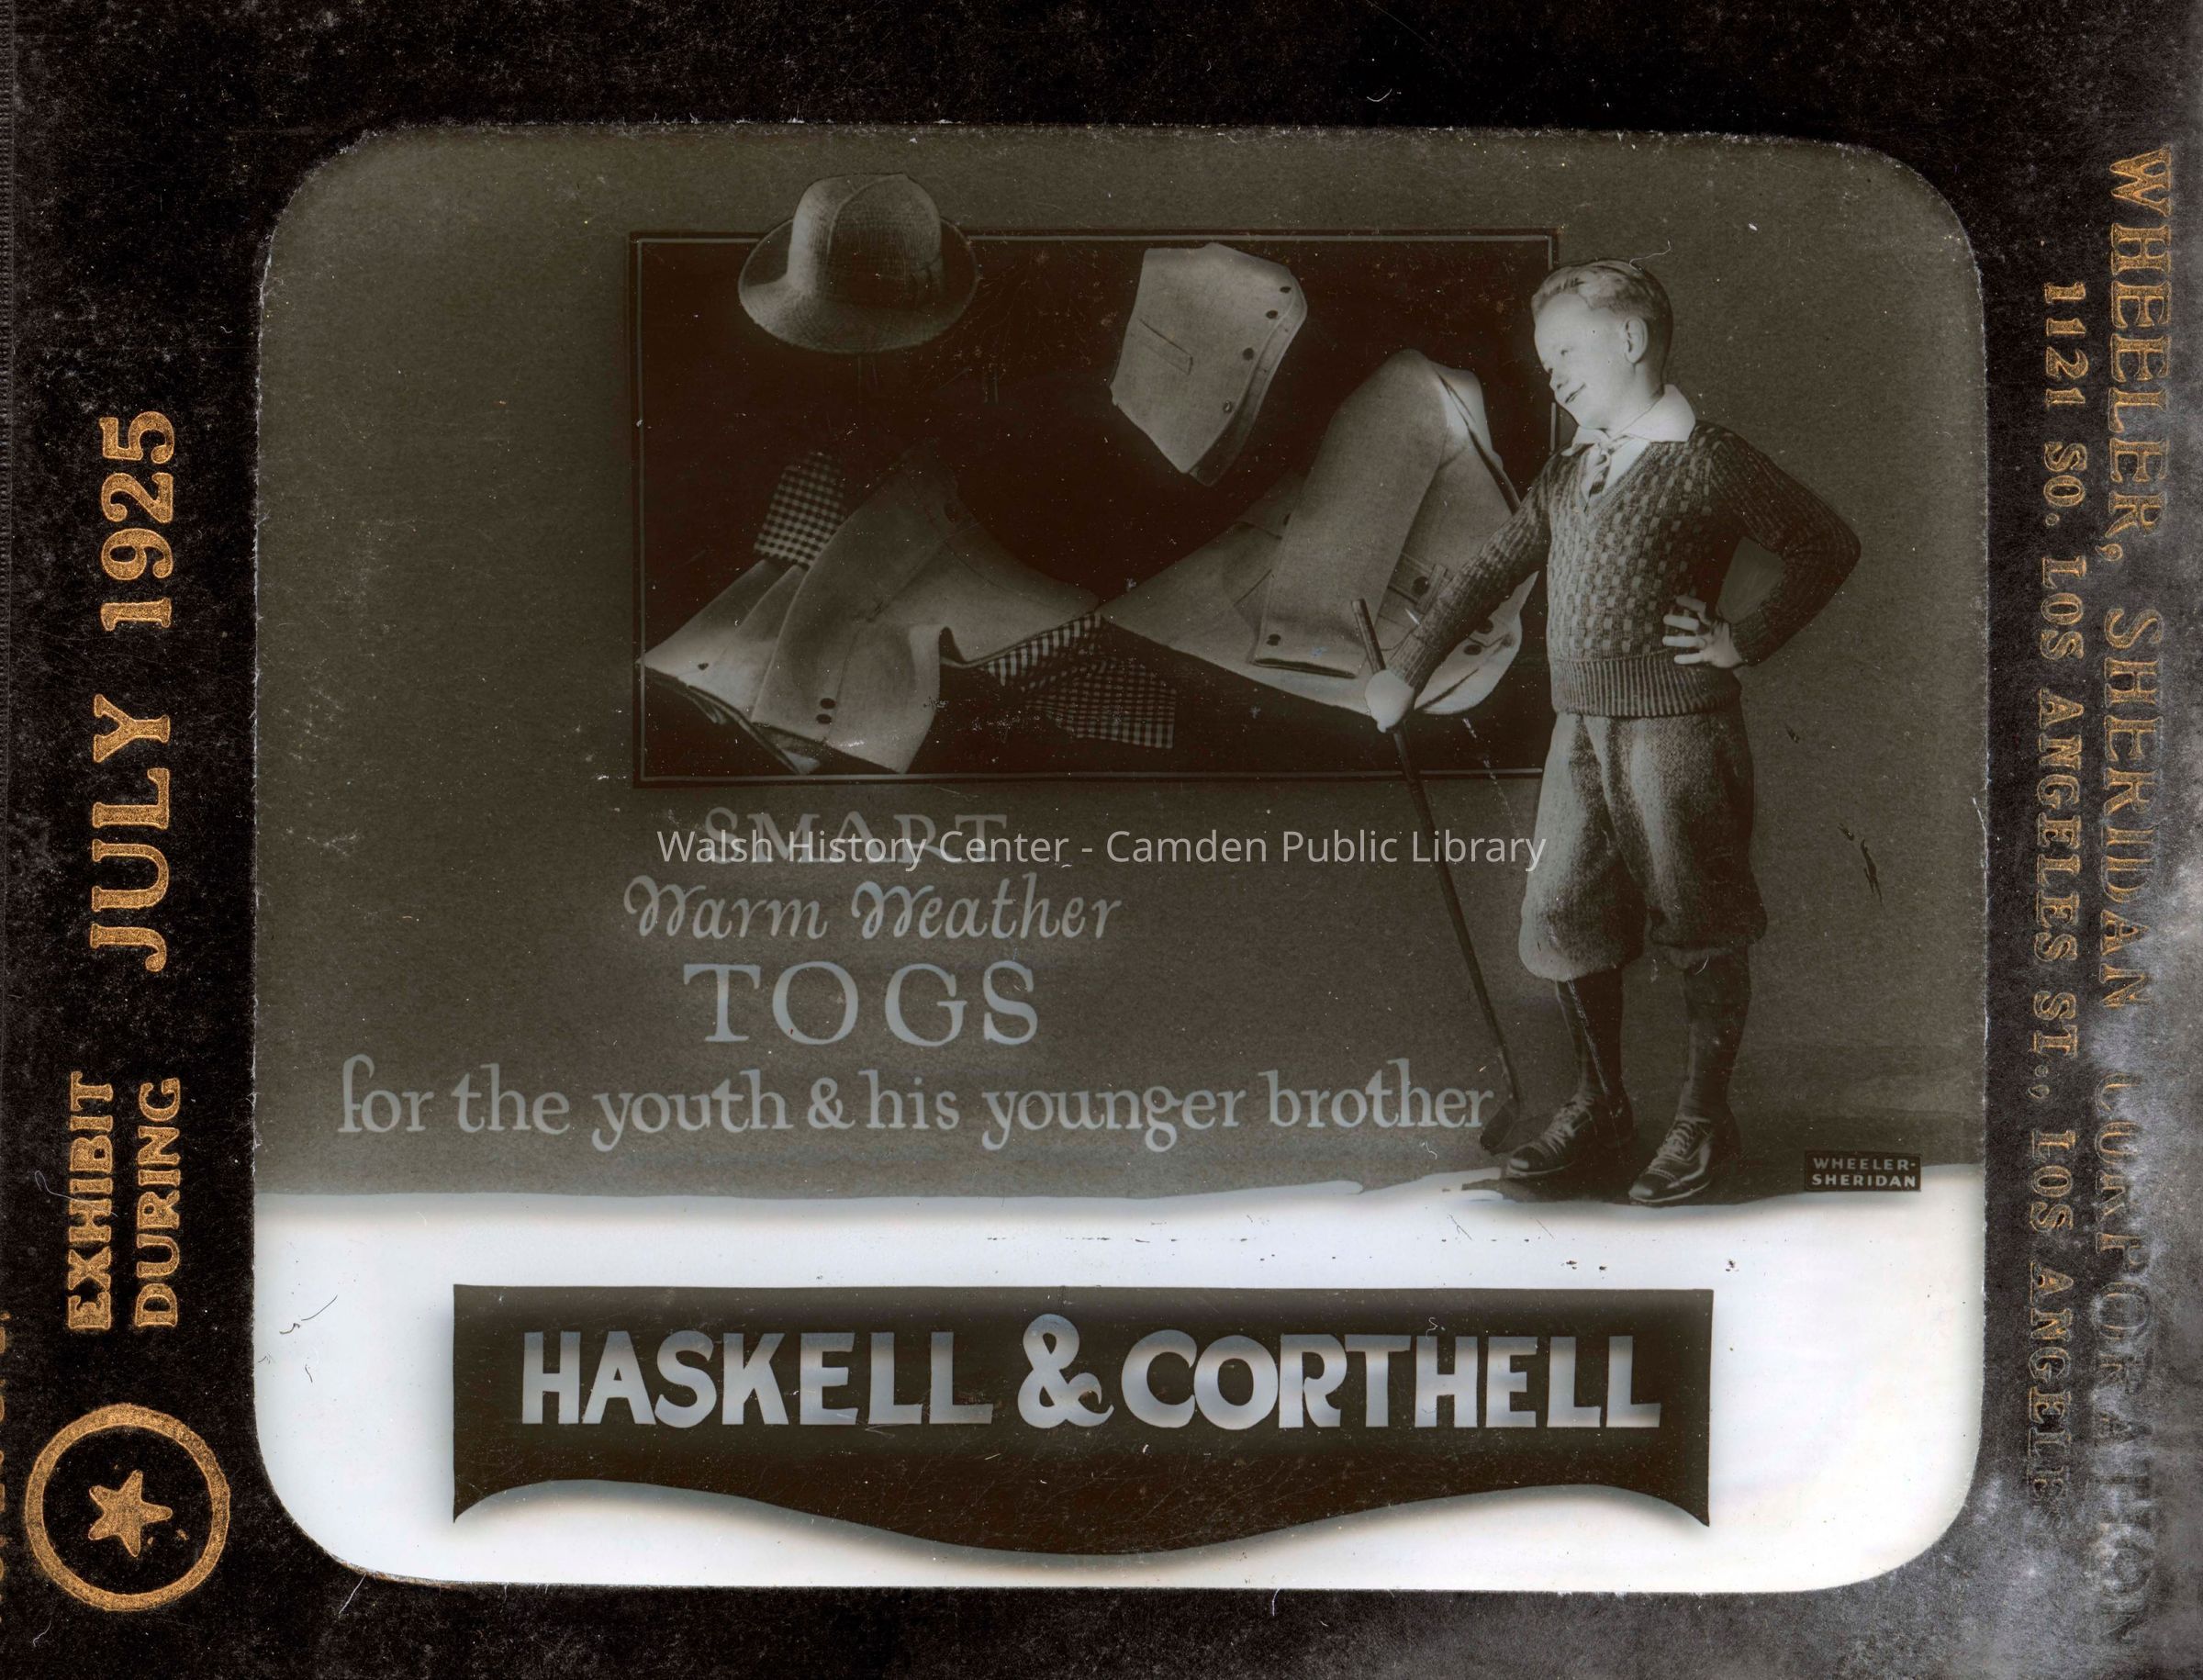 SMART
Warm Weather
TOGS
for the youth & his younger brother
WHEELER-
SHERIDAN
HASKELL & CORTHELL
EXHIBIT
DURING
JULY 1925
WHEELER, SHERIDAN CORPORATION
1121 SO. LOS ANGELES ST., LOS ANGELES
Walsh History Center - Camden Public Library